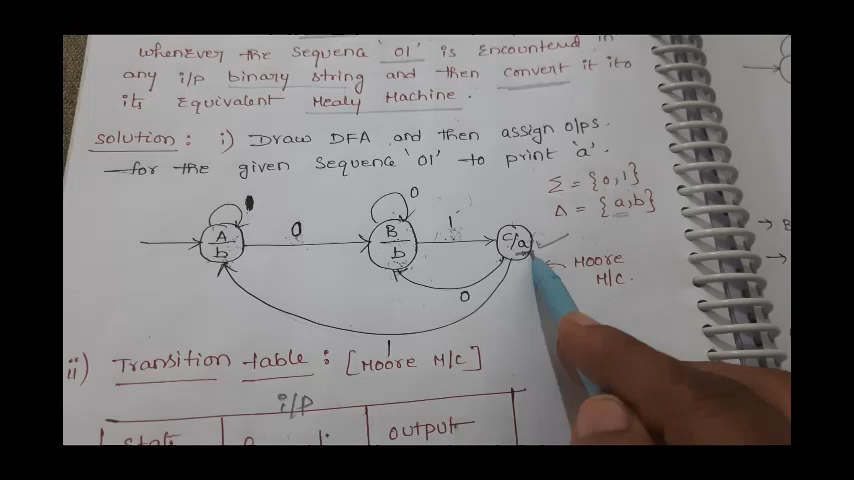 whenever the sequence '01' is encountered in
any i/p binary string and then convert it ito
its Equivalent Mealy Machine.
Solution: i) Draw DFA and then assign o/ps.
for the given sequence '01' to print 'a'.
Σ = {0,1}
Δ = {a,b}
0
0
1
A
b
B
b
C/a
Moore
M/C.
0
1
ii) Transition table: [Moore M/C]
i/p
state
output